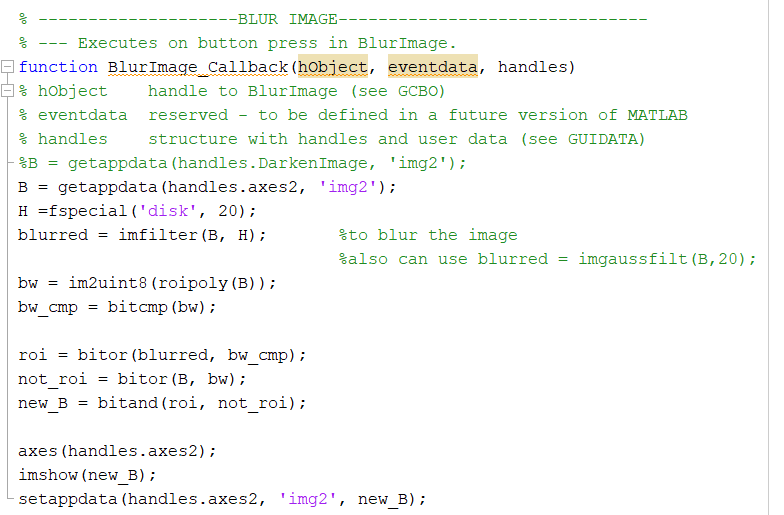 % --------------------BLUR IMAGE-------------------------------
% --- Executes on button press in BlurImage.
function BlurImage_Callback(hObject, eventdata, handles)
% hObject    handle to BlurImage (see GCBO)
% eventdata  reserved - to be defined in a future version of MATLAB
% handles    structure with handles and user data (see GUIDATA)
%B = getappdata(handles.DarkenImage, 'img2');
B = getappdata(handles.axes2, 'img2');
H =fspecial('disk', 20);
blurred = imfilter(B, H);       %to blur the image
                                %also can use blurred = imgaussfilt(B,20);
bw = im2uint8(roipoly(B));
bw_cmp = bitcmp(bw);

roi = bitor(blurred, bw_cmp);
not_roi = bitor(B, bw);
new_B = bitand(roi, not_roi);

axes(handles.axes2);
imshow(new_B);
setappdata(handles.axes2, 'img2', new_B);